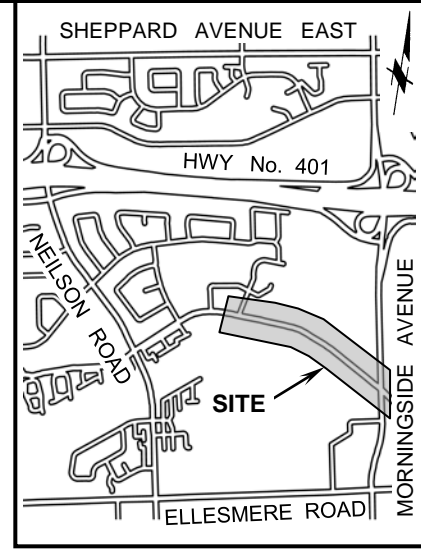 SHEPPARD AVENUE EAST
HWY No. 401
NEILSON ROAD
MORNINGSIDE AVENUE
SITE
ELLESMERE ROAD